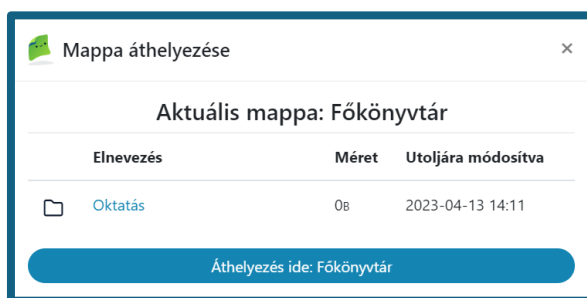 Mappa áthelyezése
×
Aktuális mappa: Főkönyvtár
Elnevezés Méret Utoljára módosítva
Oktatás 0B 2023-04-13 14:11
Áthelyezés ide: Főkönyvtár